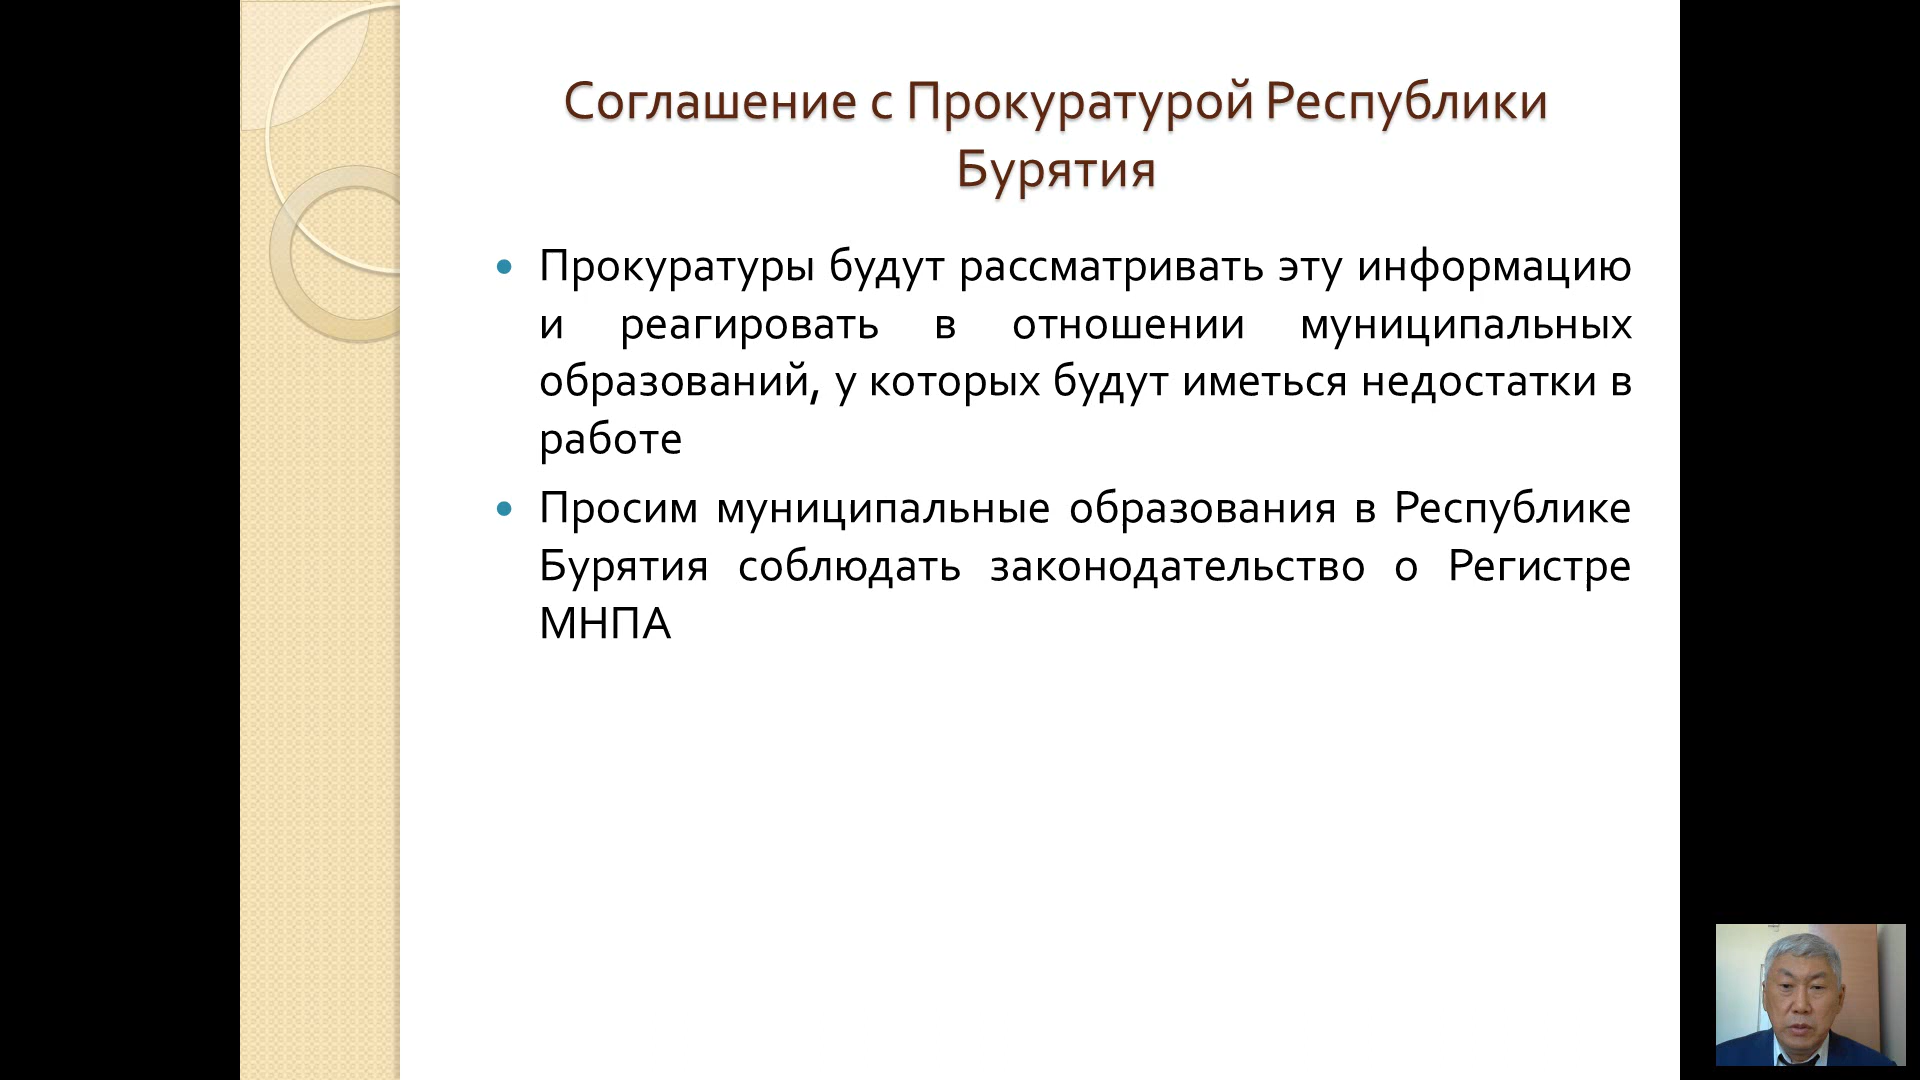 Соглашение с Прокуратурой Республики
Бурятия
• Прокуратуры будут рассматривать эту информацию
и реагировать в отношении муниципальных
образований, у которых будут иметься недостатки в
работе
• Просим муниципальные образования в Республике
Бурятия соблюдать законодательство о Регистре
МНПА